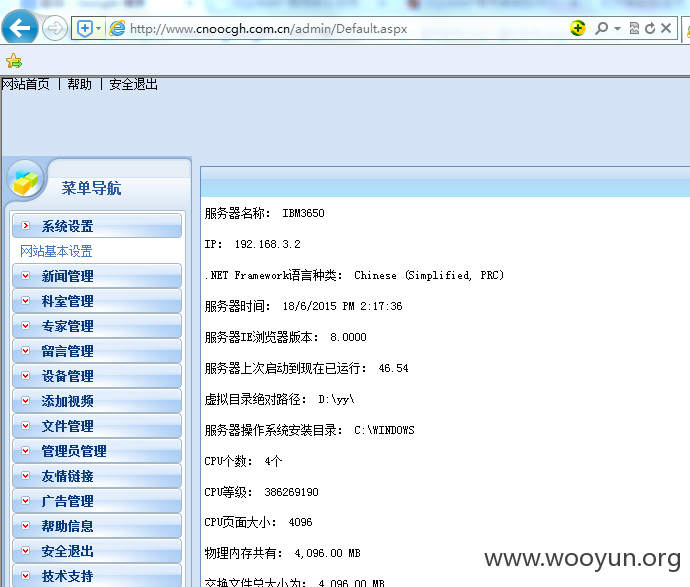 http://www.cnoocgh.com.cn/admin/Default.aspx
网站首页 | 帮助 | 安全退出
菜单导航
系统设置
网站基本设置
新闻管理
科室管理
专家管理
留言管理
设备管理
添加视频
文件管理
管理员管理
友情链接
广告管理
帮助信息
安全退出
技术支持
服务器名称: IBM3650
IP: 192.168.3.2
.NET Framework语言种类: Chinese (Simplified, PRC)
服务器时间: 18/6/2015 PM 2:17:36
服务器IE浏览器版本: 8.0000
服务器上次启动到现在已运行: 46.54
虚拟目录绝对路径: D:\yy\
服务器操作系统安装目录: C:\WINDOWS
CPU个数: 4个
CPU等级: 386269190
CPU页面大小: 4096
物理内存共有: 4,096.00 MB
交换文件总大小为: 4,096.00 MB
www.wooyun.org